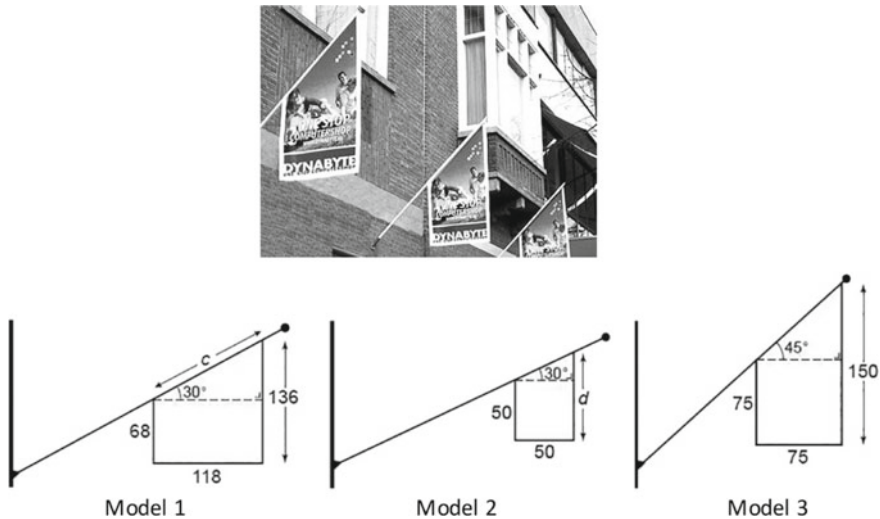 COMPUTERSHOP
DYNABYTE
DYNABYTE
c
30°
136
68
118
Model 1
30°
50
d
50
Model 2
45°
150
75
75
Model 3